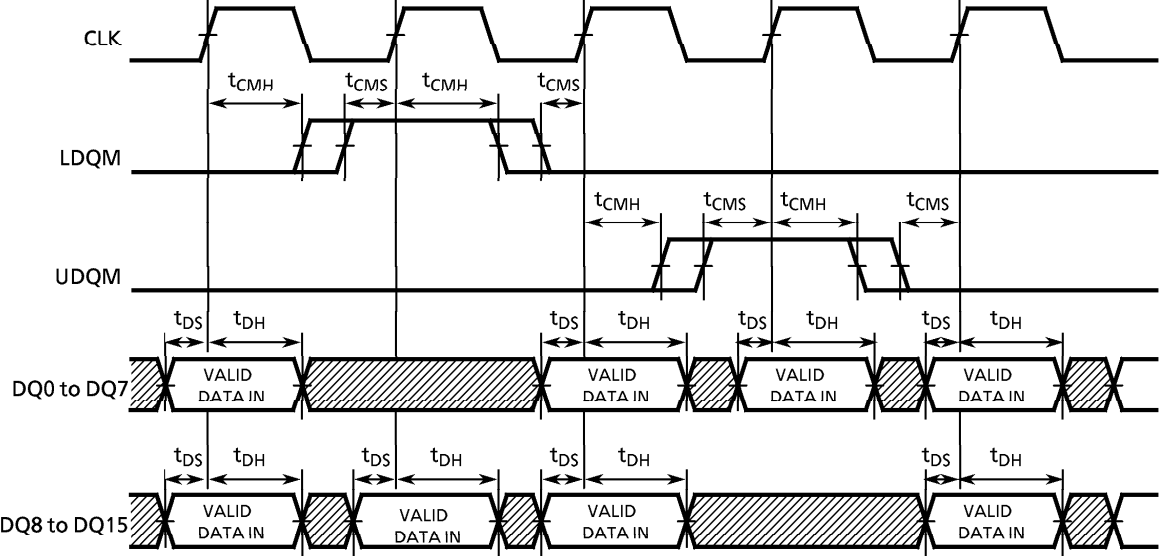 CLK
tCMH tCMS tCMH tCMS
LDQM
tCMH tCMS tCMH tCMS
UDQM
tDS tDH tDS tDH tDS tDH tDS tDH
DQ0 to DQ7
VALID VALID VALID VALID
DATA IN DATA IN DATA IN DATA IN
tDS tDH tDS tDH tDS tDH tDS tDH
DQ8 to DQ15
VALID VALID VALID VALID
DATA IN DATA IN DATA IN DATA IN